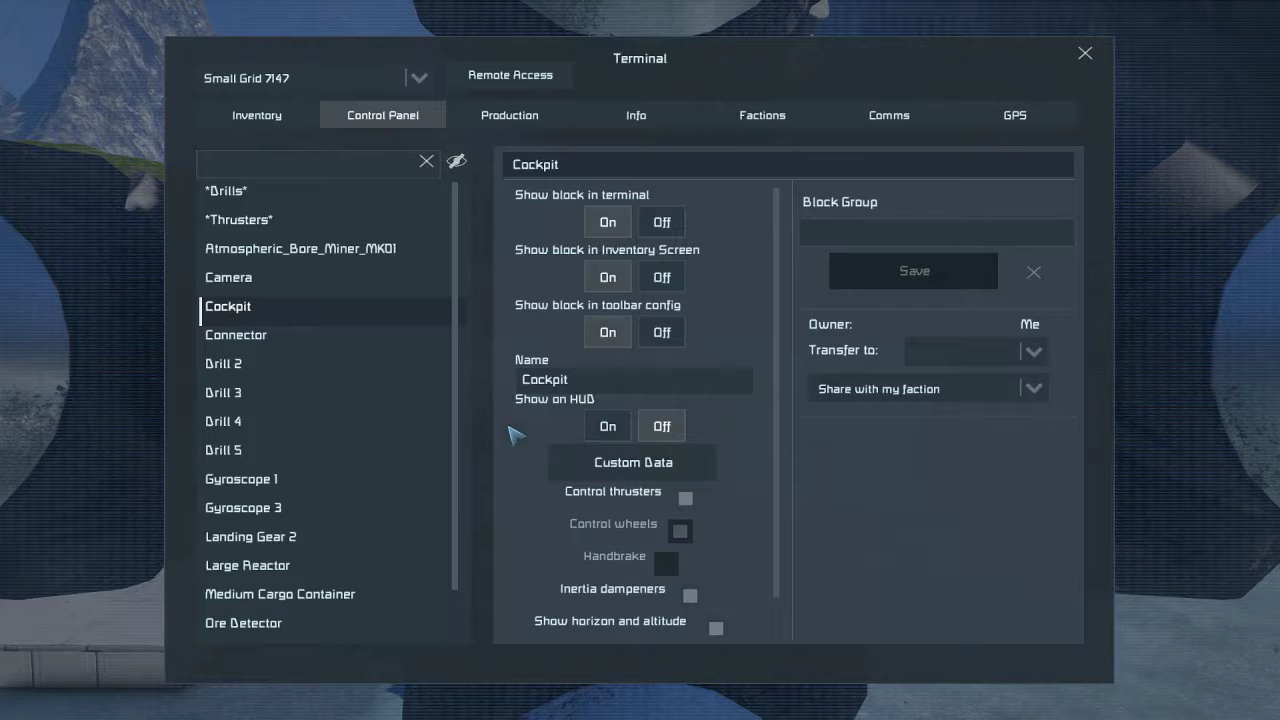 Terminal
Small Grid 7147
Remote Access
Inventory
Control Panel
Production
Info
Factions
Comms
GPS
*Drills*
*Thrusters*
Atmospheric_Bore_Miner_MK01
Camera
Cockpit
Connector
Drill 2
Drill 3
Drill 4
Drill 5
Gyroscope 1
Gyroscope 3
Landing Gear 2
Large Reactor
Medium Cargo Container
Ore Detector
Cockpit
Show block in terminal
On Off
Show block in Inventory Screen
On Off
Show block in toolbar config
On Off
Name
Cockpit
Show on HUD
On Off
Custom Data
Control thrusters
Control wheels
Handbrake
Inertia dampeners
Show horizon and altitude
Block Group
Save
Owner: Me
Transfer to:
Share with my faction